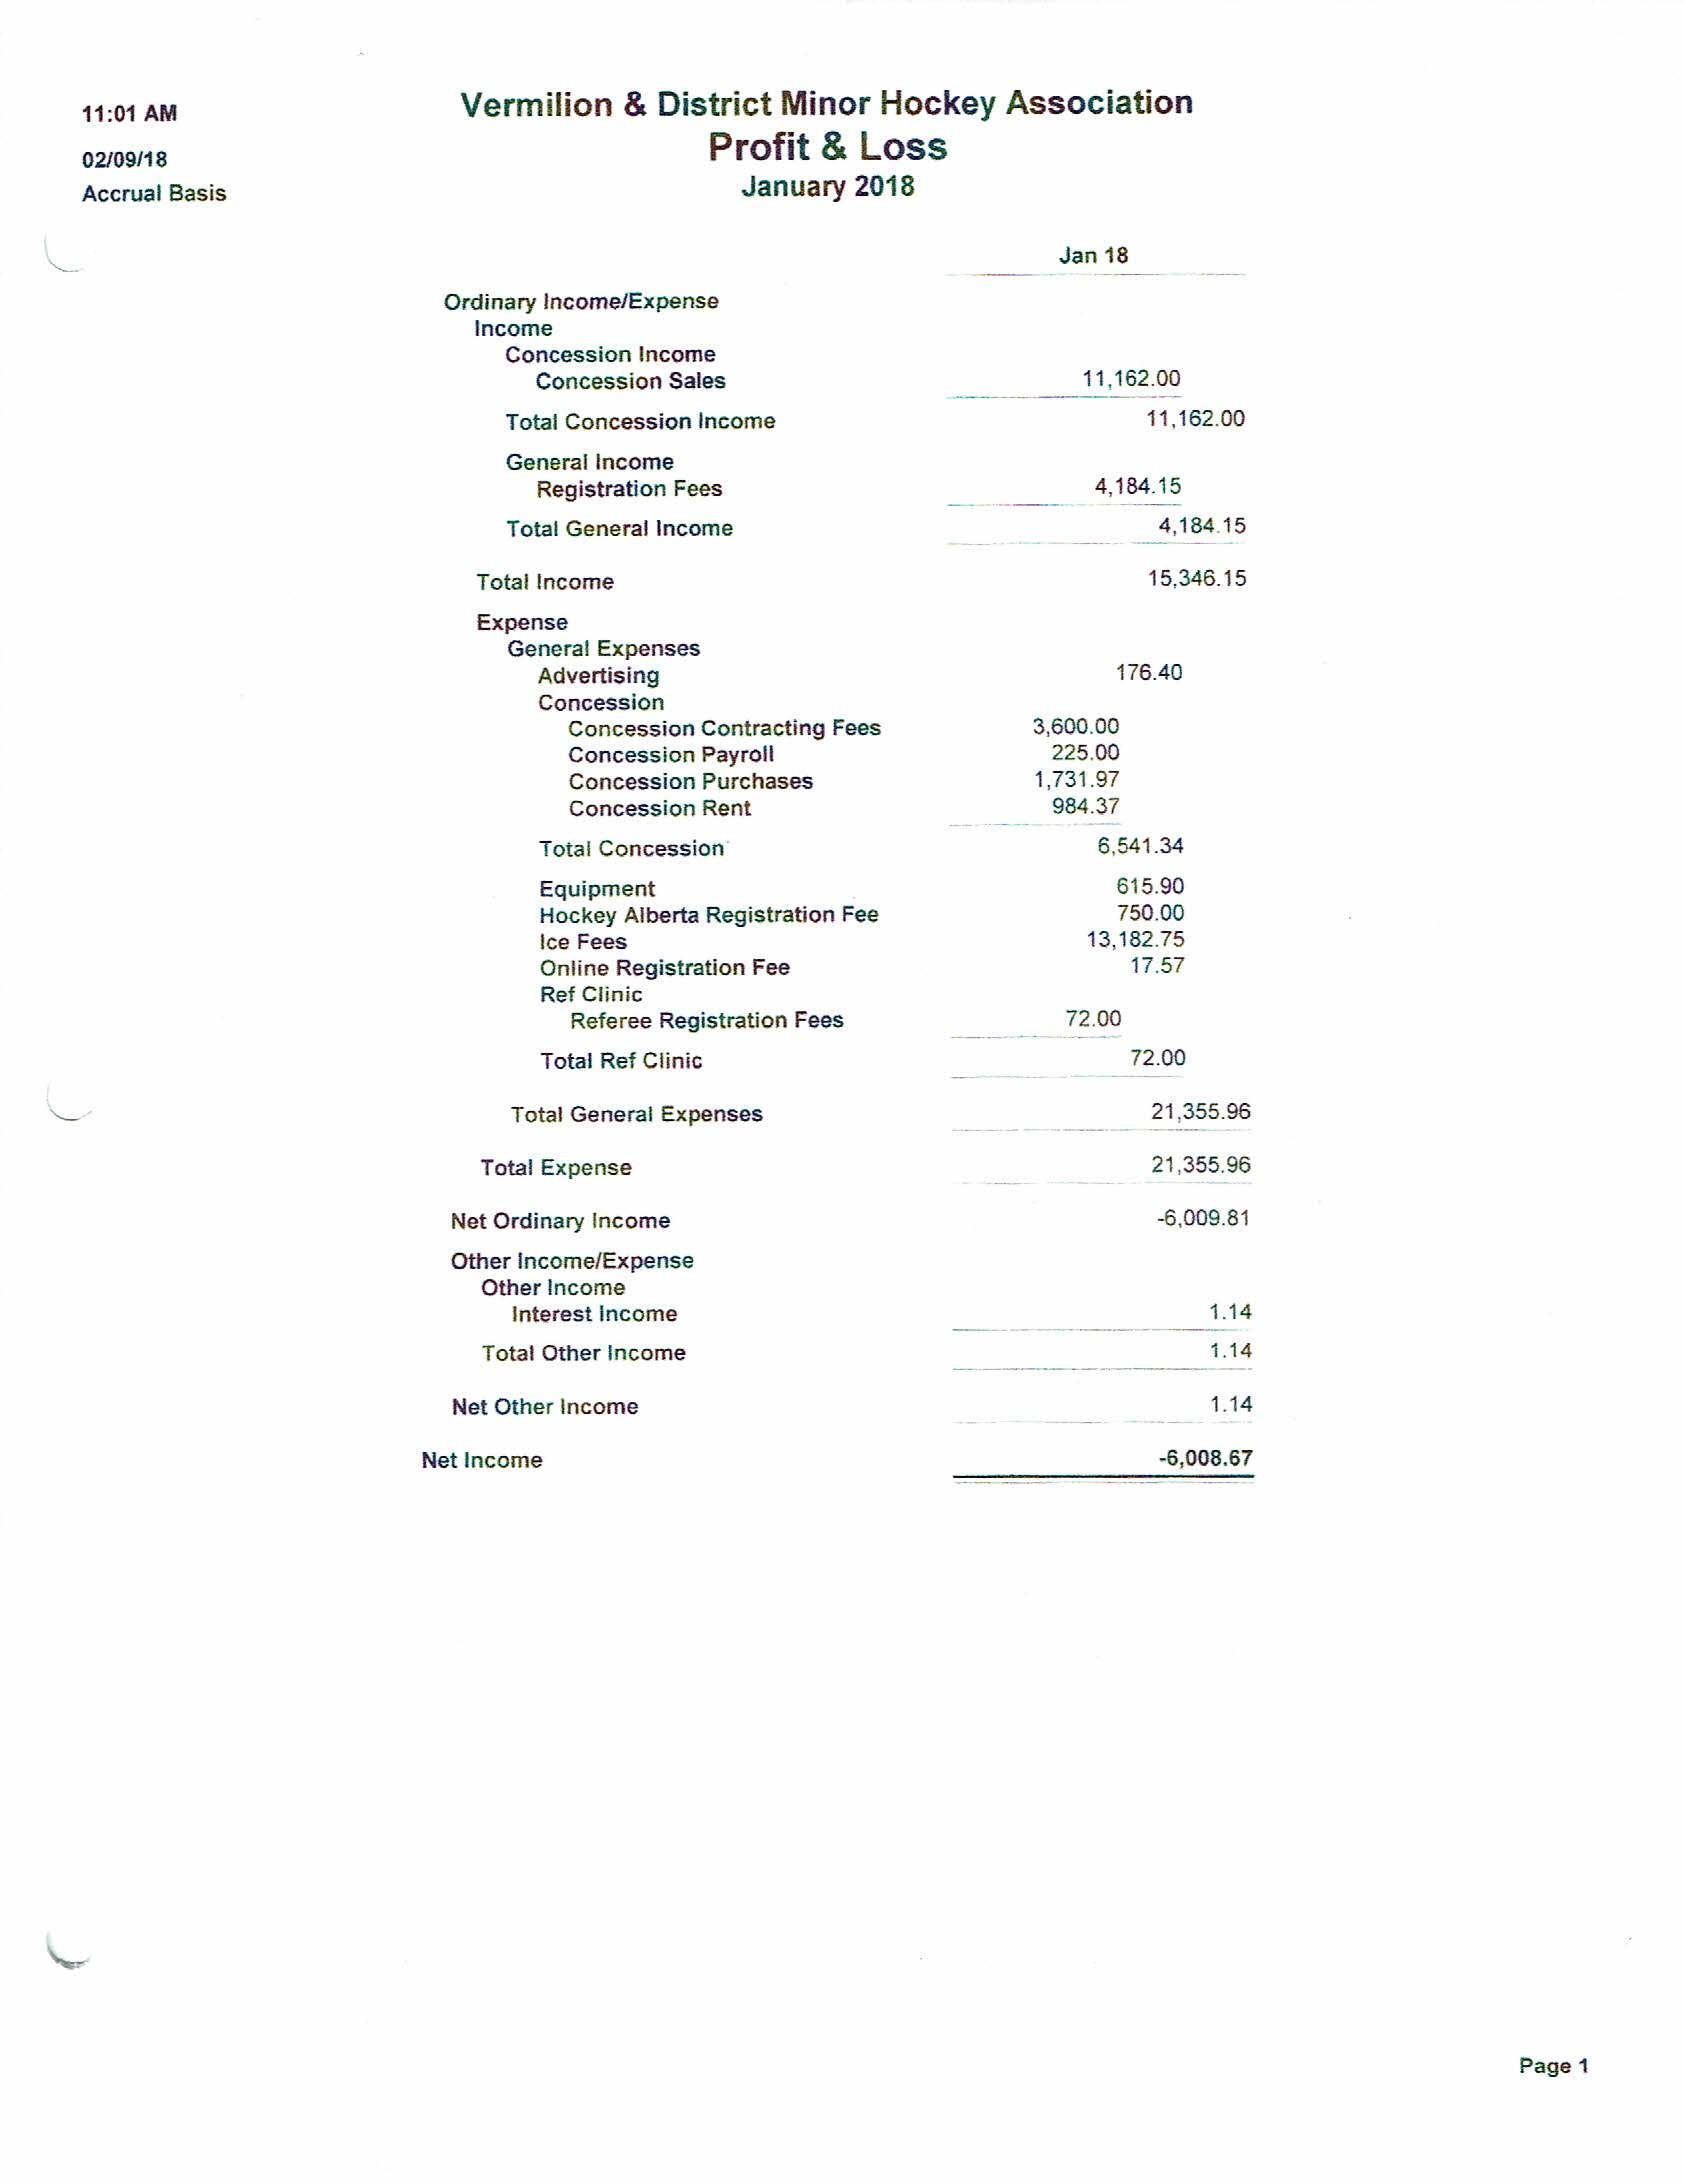 11:01 AM
02/09/18
Accrual Basis
Vermilion & District Minor Hockey Association
Profit & Loss
January 2018
Jan 18
Ordinary Income/Expense
Income
Concession Income
Concession Sales 11,162.00
Total Concession Income 11,162.00
General Income
Registration Fees 4,184.15
Total General Income 4,184.15
Total Income 15,346.15
Expense
General Expenses
Advertising 176.40
Concession
Concession Contracting Fees 3,600.00
Concession Payroll 225.00
Concession Purchases 1,731.97
Concession Rent 984.37
Total Concession 6,541.34
Equipment 615.90
Hockey Alberta Registration Fee 750.00
Ice Fees 13,182.75
Online Registration Fee 17.57
Ref Clinic
Referee Registration Fees 72.00
Total Ref Clinic 72.00
Total General Expenses 21,355.96
Total Expense 21,355.96
Net Ordinary Income -6,009.81
Other Income/Expense
Other Income
Interest Income 1.14
Total Other Income 1.14
Net Other Income 1.14
Net Income -6,008.67
Page 1